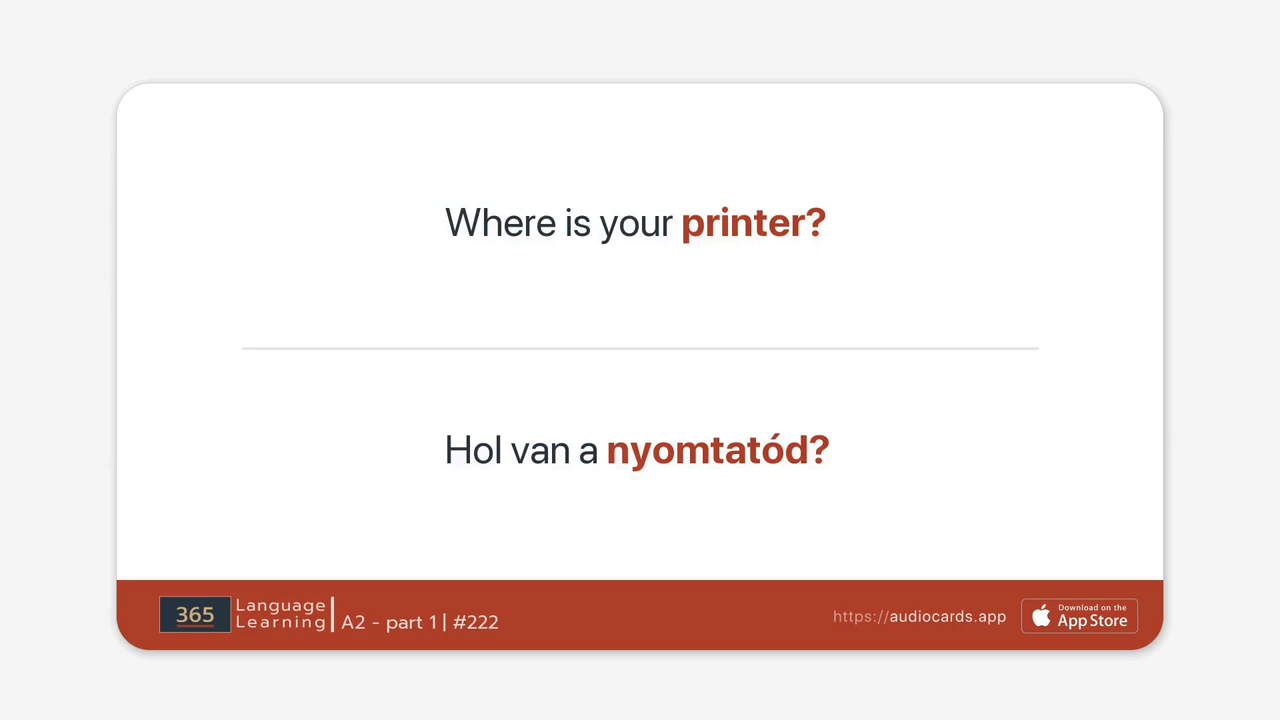 Where is your printer?
Hol van a nyomtatód?
365
Language
Learning
A2 - part 1 | #222
https://audiocards.app
Download on the
App Store